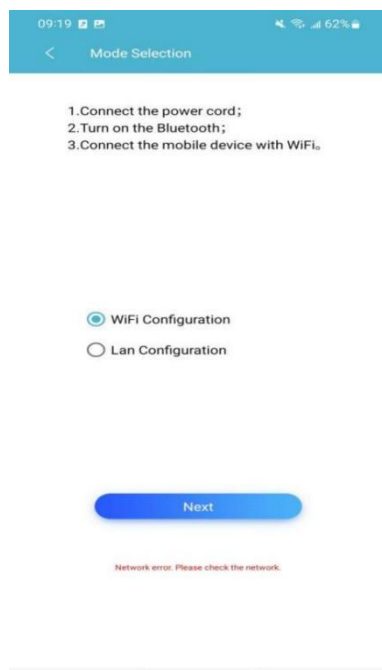 09:19 62%
Mode Selection
1.Connect the power cord；
2.Turn on the Bluetooth；
3.Connect the mobile device with WiFi。
WiFi Configuration
Lan Configuration
Next
Network error. Please check the network.